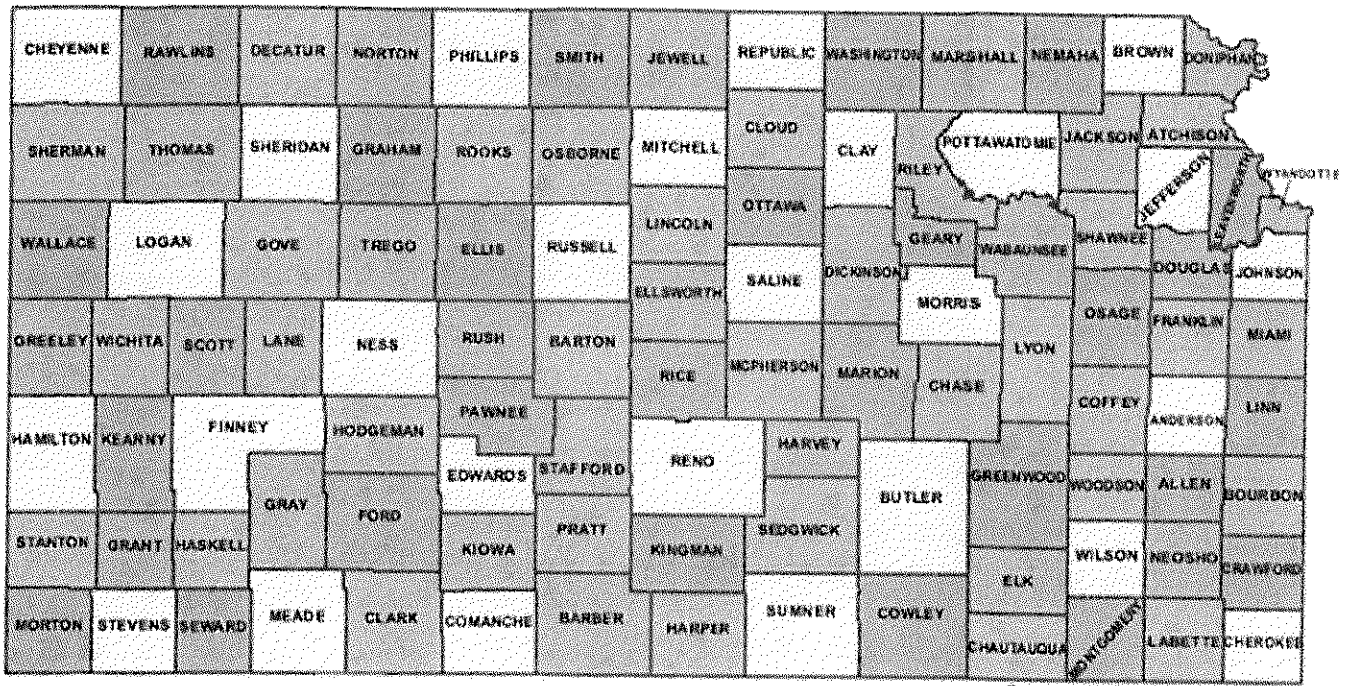 CHEYENNE RAWLINS DECATUR NORTON PHILLIPS SMITH JEWELL REPUBLIC WASHINGTON MARSHALL NEMAHA BROWN DONIPHAN
SHERMAN THOMAS SHERIDAN GRAHAM ROOKS OSBORNE MITCHELL CLOUD CLAY RILEY POTTAWATOMIE JACKSON ATCHISON
JEFFERSON LEAVENWORTH WYANDOTTE
WALLACE LOGAN GOVE TREGO ELLIS RUSSELL LINCOLN OTTAWA GEARY WABAUNSEE SHAWNEE DOUGLAS JOHNSON
ELLSWORTH SALINE DICKINSON MORRIS
GREELEY WICHITA SCOTT LANE NESS RUSH BARTON RICE MCPHERSON MARION CHASE LYON OSAGE FRANKLIN MIAMI
HAMILTON KEARNY FINNEY HODGEMAN PAWNEE COFFEY ANDERSON LINN
EDWARDS STAFFORD RENO HARVEY BUTLER GREENWOOD WOODSON ALLEN BOURBON
GRAY FORD
STANTON GRANT HASKELL KIOWA PRATT KINGMAN SEDGWICK ELK WILSON NEOSHO CRAWFORD
MORTON STEVENS SEWARD MEADE CLARK COMANCHE BARBER HARPER SUMNER COWLEY CHAUTAUQUA MONTGOMERY LABETTE CHEROKEE